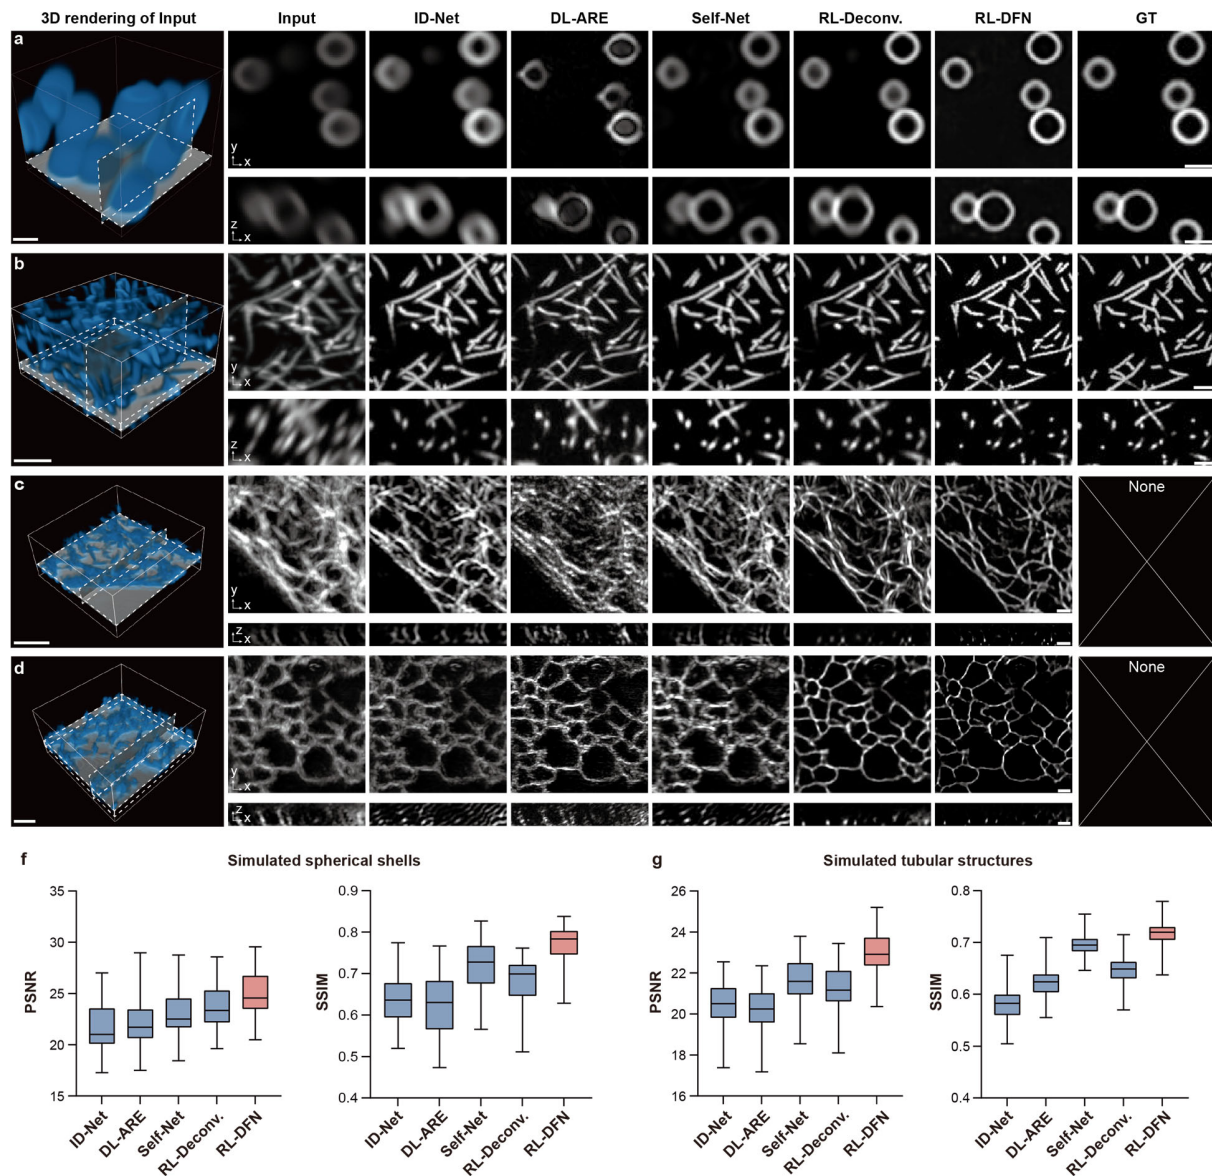 3D rendering of Input Input ID-Net DL-ARE Self-Net RL-Deconv. RL-DFN GT
a
y
x
z
x
b
y
x
z
x
c
None
y
x
z
x
d
None
y
x
z
x
f Simulated spherical shells
35
30
25
20
15
PSNR
ID-Net DL-ARE Self-Net RL-Deconv. RL-DFN
0.9
0.8
0.7
0.6
0.5
0.4
SSIM
ID-Net DL-ARE Self-Net RL-Deconv. RL-DFN
g Simulated tubular structures
26
24
22
20
18
16
PSNR
ID-Net DL-ARE Self-Net RL-Deconv. RL-DFN
0.8
0.7
0.6
0.5
0.4
SSIM
ID-Net DL-ARE Self-Net RL-Deconv. RL-DFN